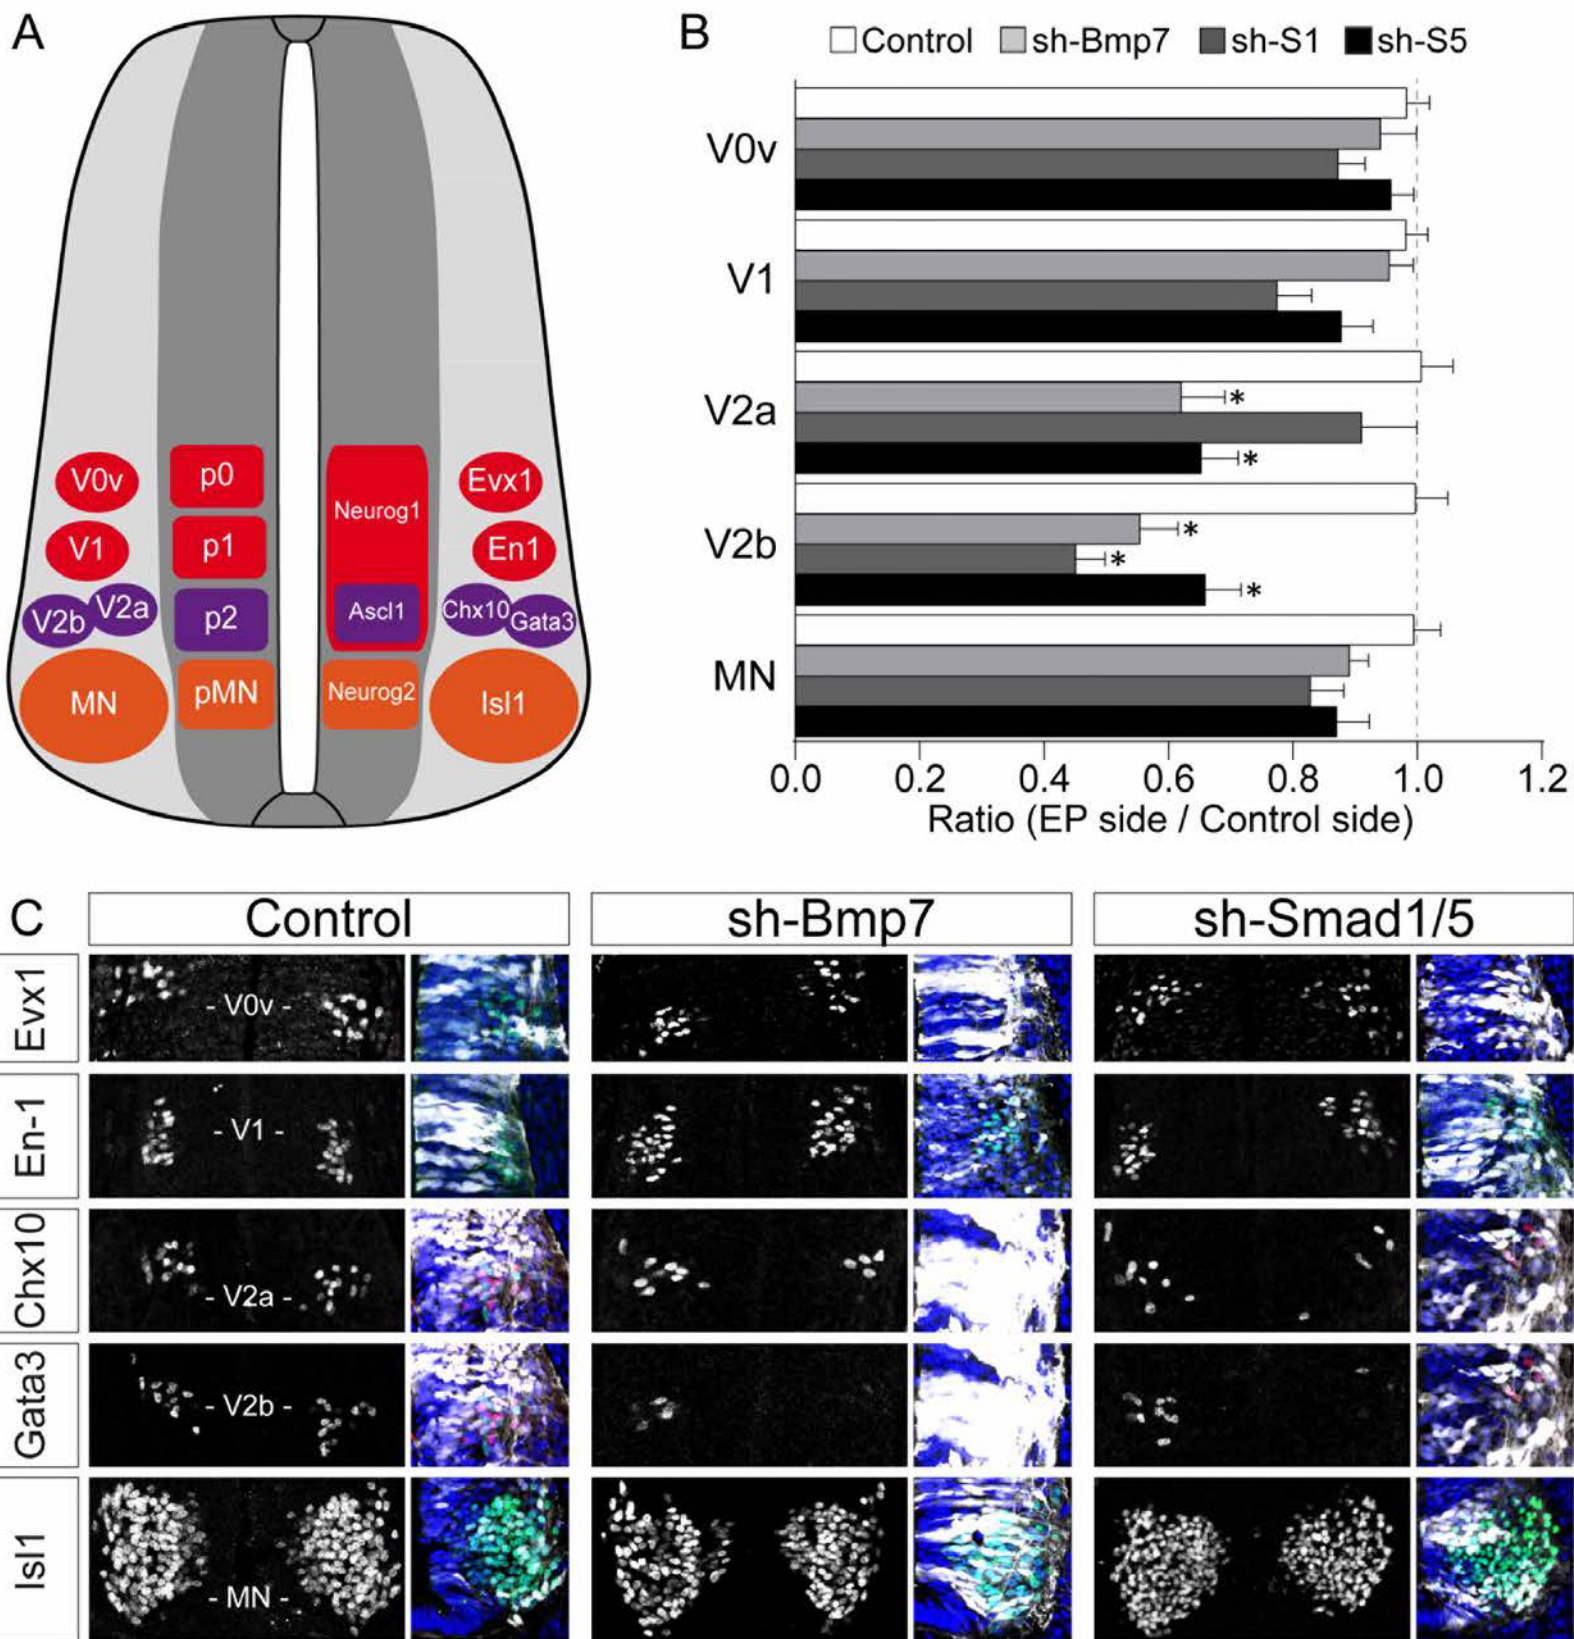 A
V0v p0 Neurog1 Evx1
V1 p1 En1
V2b V2a p2 Ascl1 Chx10 Gata3
MN pMN Neurog2 Isl1
B
Control sh-Bmp7 sh-S1 sh-S5
V0v
V1
V2a
*
*
V2b
*
*
*
MN
0.0 0.2 0.4 0.6 0.8 1.0 1.2
Ratio (EP side / Control side)
C
Control sh-Bmp7 sh-Smad1/5
Evx1
- V0v -
En-1
- V1 -
Chx10
- V2a -
Gata3
- V2b -
Isl1
- MN -